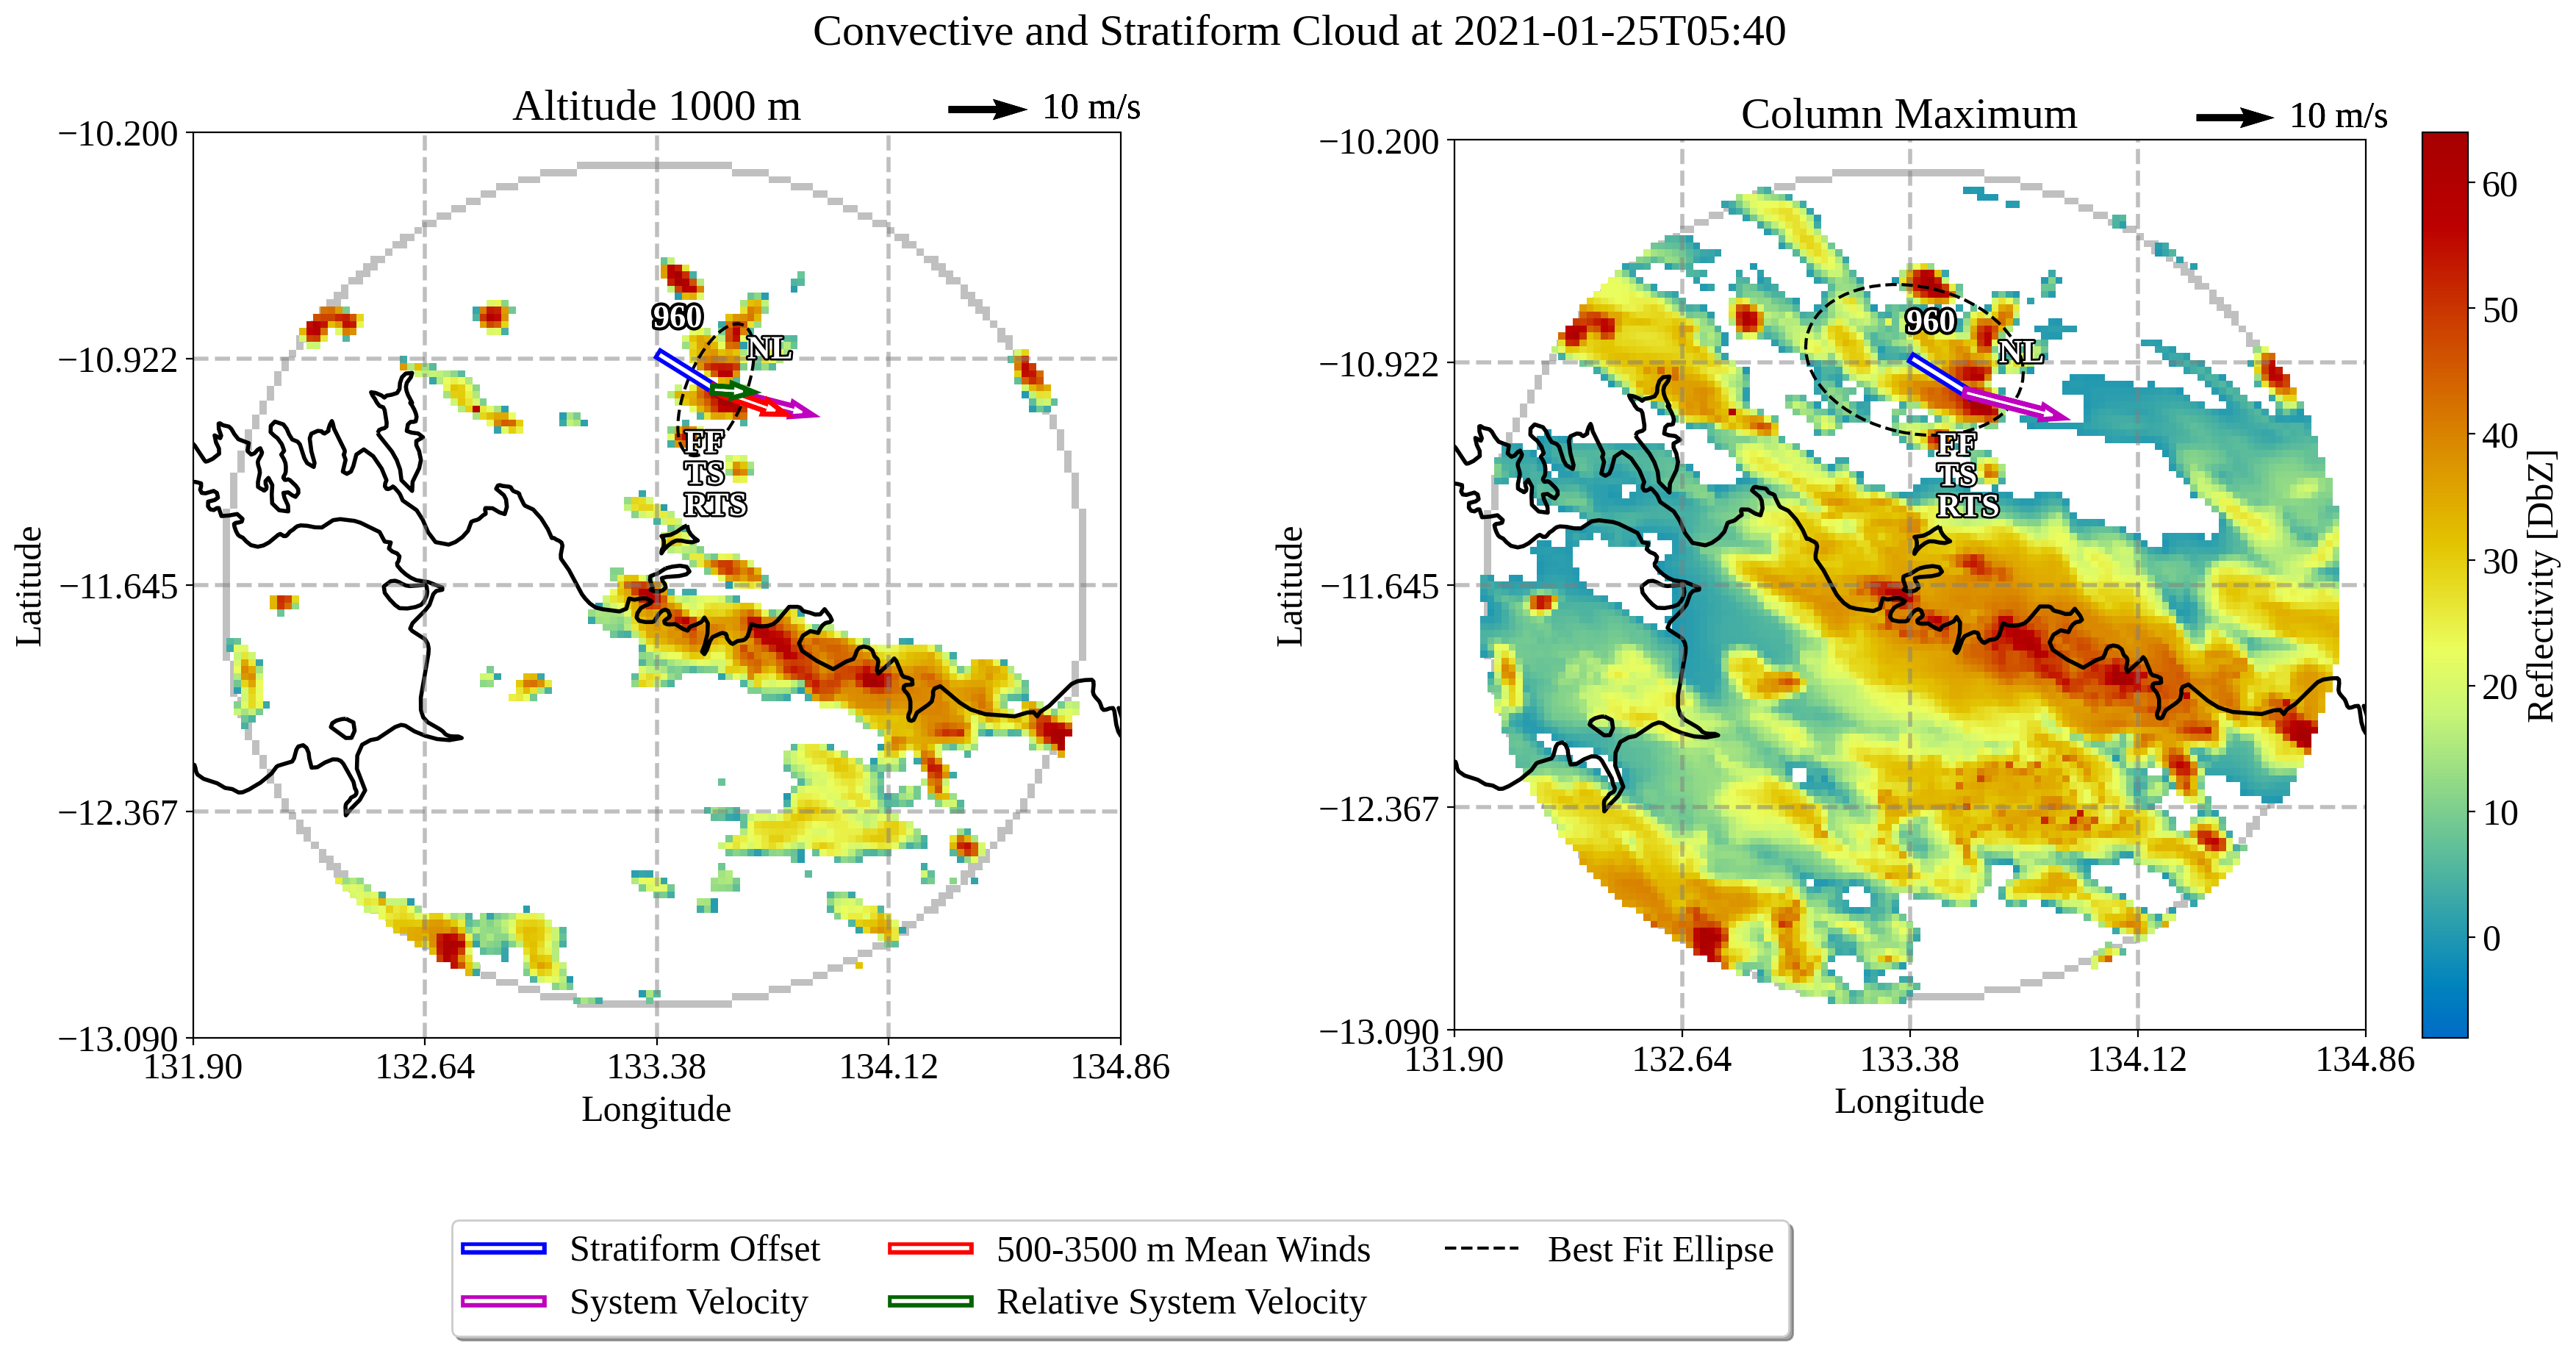 Convective and Stratiform Cloud at 2021-01-25T05:40
Altitude 1000 m
10 m/s
−10.200
−10.922
−11.645
−12.367
−13.090
Latitude
960
NL
FF
TS
RTS
131.90
132.64
133.38
134.12
134.86
Longitude
Column Maximum
10 m/s
−10.200
−10.922
−11.645
−12.367
−13.090
Latitude
960
NL
FF
TS
RTS
131.90
132.64
133.38
134.12
134.86
Longitude
60
50
40
30
20
10
0
Reflectivity [DbZ]
Stratiform Offset
System Velocity
500-3500 m Mean Winds
Relative System Velocity
Best Fit Ellipse